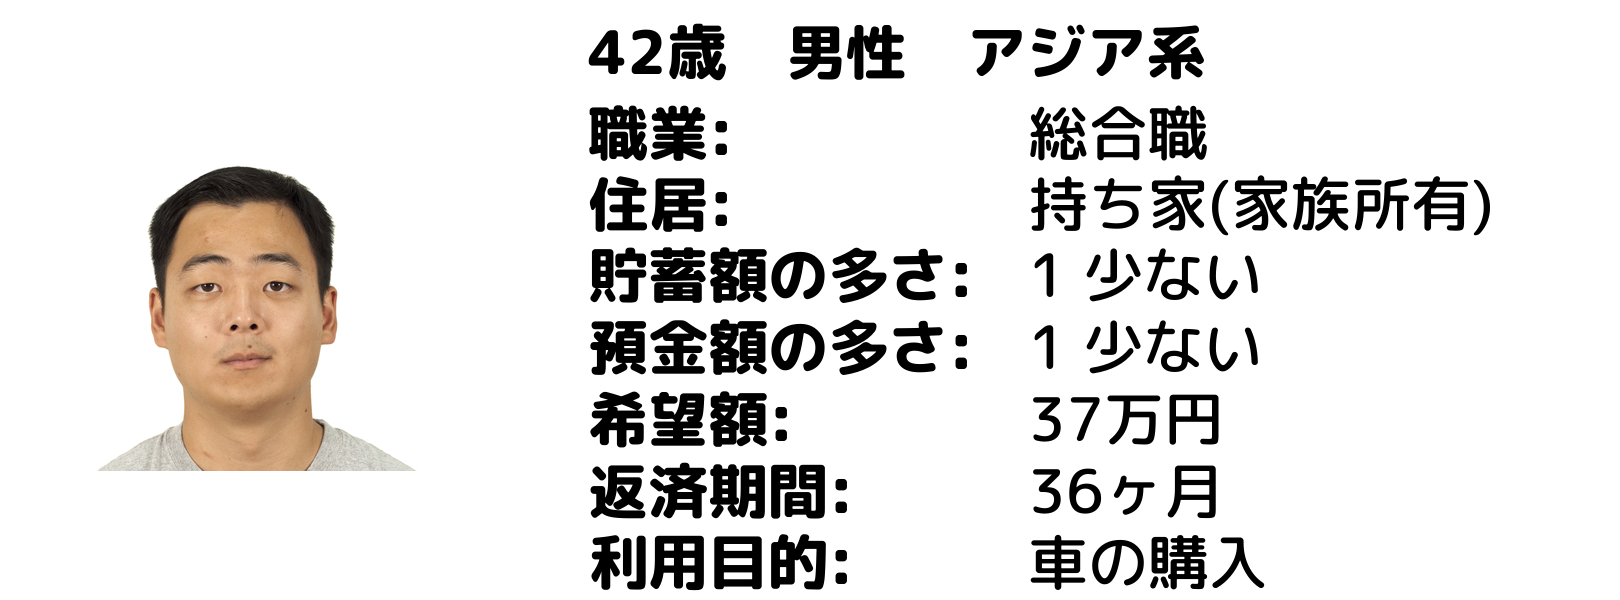 42歳　男性　アジア系
職業: 総合職
住居: 持ち家(家族所有)
貯蓄額の多さ: 1 少ない
預金額の多さ: 1 少ない
希望額: 37万円
返済期間: 36ヶ月
利用目的: 車の購入